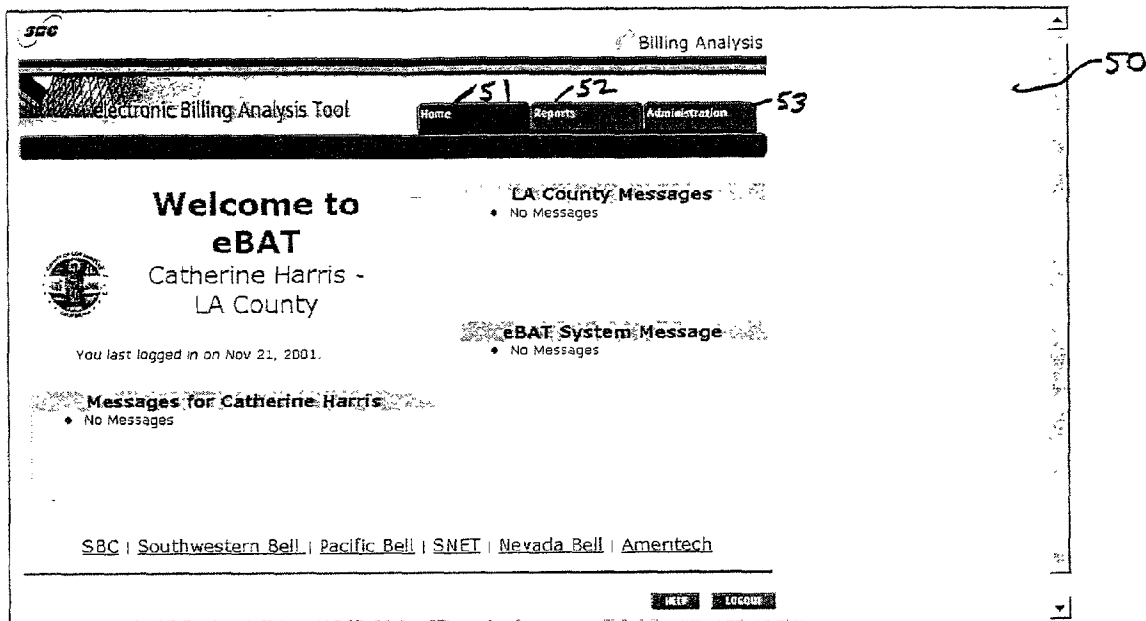 SBC
Billing Analysis
50
electronic Billing Analysis Tool
51
52
53
Home
Reports
Administration
Welcome to
eBAT
Catherine Harris -
LA County
You last logged in on Nov 21, 2001.
Messages for Catherine Harris
• No Messages
LA County Messages
• No Messages
eBAT System Message
• No Messages
SBC | Southwestern Bell | Pacific Bell | SNET | Nevada Bell | Ameritech
HELP
LOGOUT